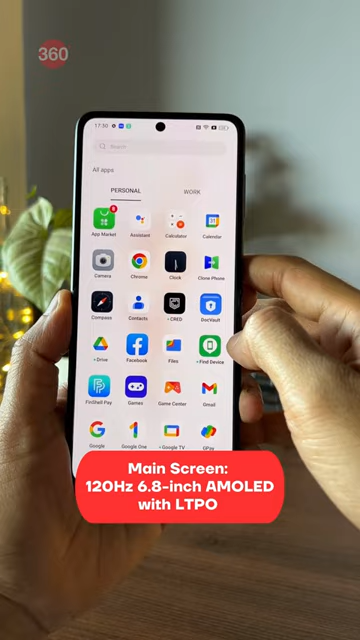 360
17:30
Search
All apps
PERSONAL WORK
App Market Assistant Calculator Calendar
Camera Chrome Clock Clone Phone
Compass Contacts • CRED DocVault
• Drive Facebook Files • Find Device
FinShell Pay Games Game Center Gmail
Google Google One • Google TV GPay
Main Screen:
120Hz 6.8-inch AMOLED
with LTPO